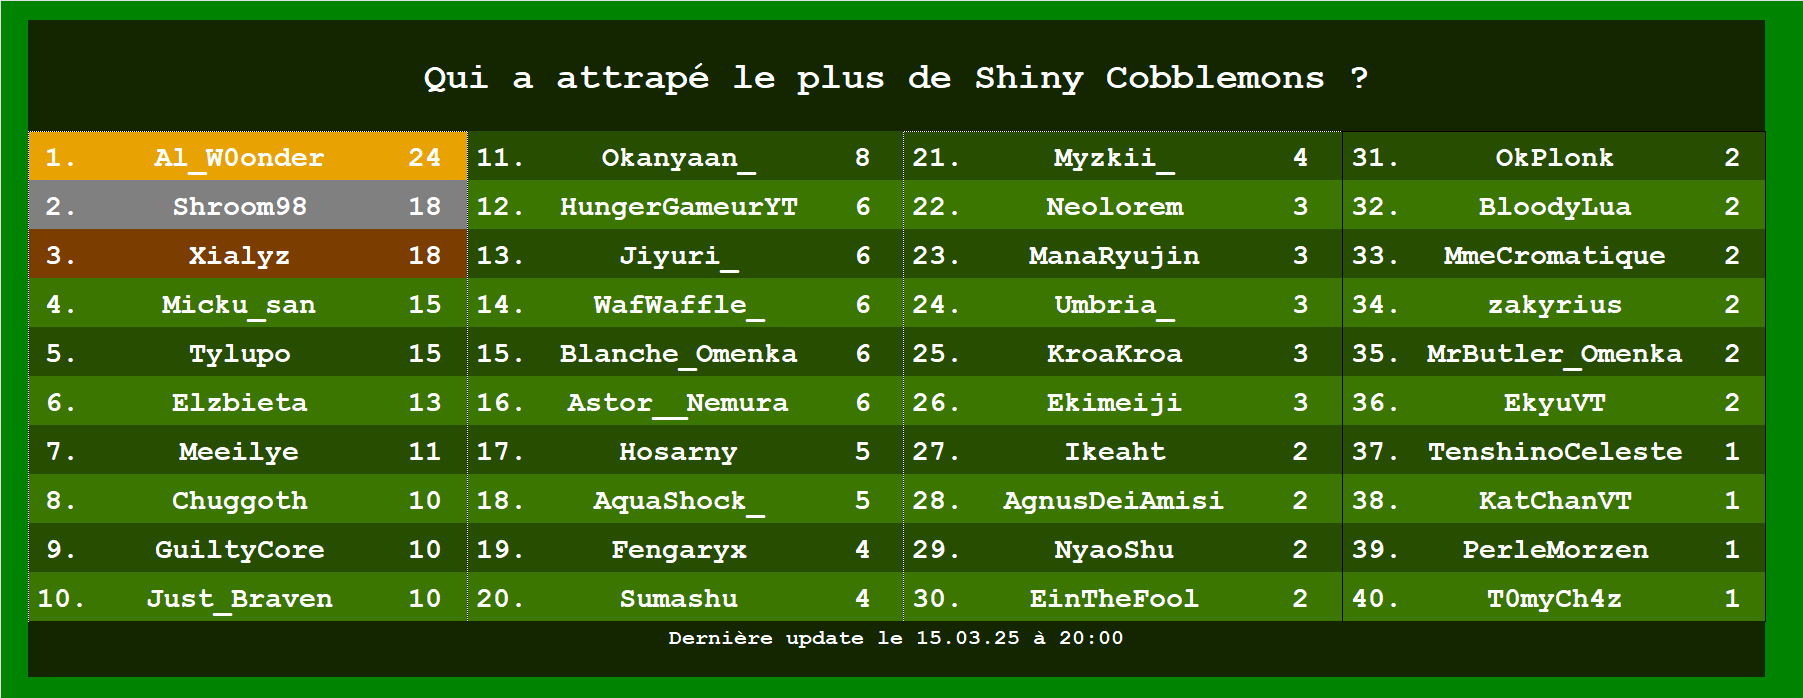 Qui a attrapé le plus de Shiny Cobblemons ?
1. Al_W0onder 24
2. Shroom98 18
3. Xialyz 18
4. Micku_san 15
5. Tylupo 15
6. Elzbieta 13
7. Meeilye 11
8. Chuggoth 10
9. GuiltyCore 10
10. Just_Braven 10
11. Okanyaan_ 8
12. HungerGameurYT 6
13. Jiyuri_ 6
14. WafWaffle_ 6
15. Blanche_Omenka 6
16. Astor__Nemura 6
17. Hosarny 5
18. AquaShock_ 5
19. Fengaryx 4
20. Sumashu 4
21. Myzkii_ 4
22. Neolorem 3
23. ManaRyujin 3
24. Umbria_ 3
25. KroaKroa 3
26. Ekimeiji 3
27. Ikeaht 2
28. AgnusDeiAmisi 2
29. NyaoShu 2
30. EinTheFool 2
31. OkPlonk 2
32. BloodyLua 2
33. MmeCromatique 2
34. zakyrius 2
35. MrButler_Omenka 2
36. EkyuVT 2
37. TenshinoCeleste 1
38. KatChanVT 1
39. PerleMorzen 1
40. T0myCh4z 1
Dernière update le 15.03.25 à 20:00